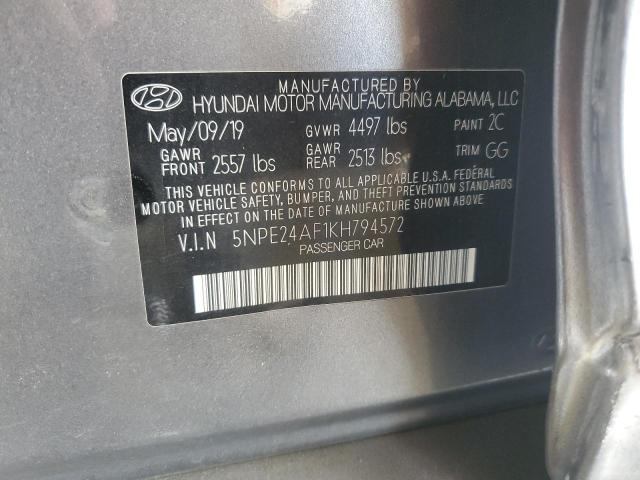 MANUFACTURED BY
HYUNDAI MOTOR MANUFACTURING ALABAMA, LLC
May/09/19 GVWR 4497 lbs PAINT 2C
GAWR FRONT 2557 lbs GAWR REAR 2513 lbs TRIM GG
THIS VEHICLE CONFORMS TO ALL APPLICABLE U.S.A. FEDERAL
MOTOR VEHICLE SAFETY, BUMPER, AND THEFT PREVENTION STANDARDS
IN EFFECT ON THE DATE OF MANUFACTURE SHOWN ABOVE.
V.I.N 5NPE24AF1KH794572
PASSENGER CAR